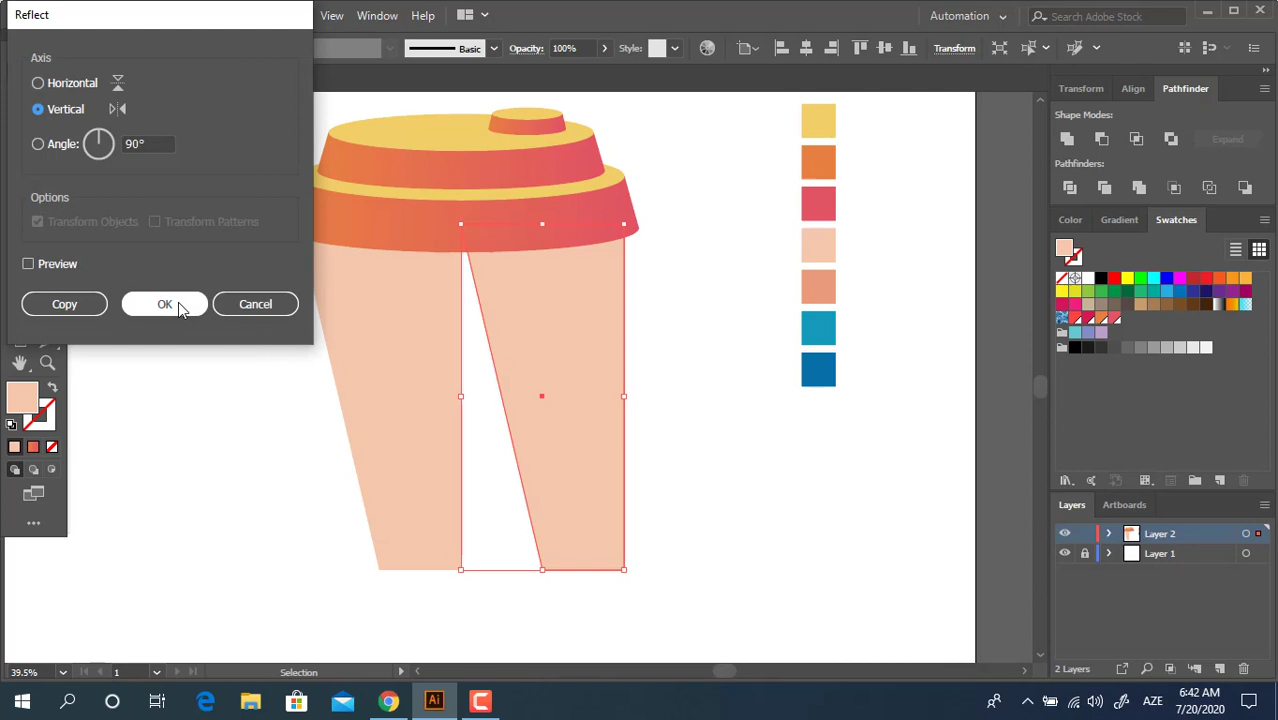 Reflect
View Window Help
Automation
Search Adobe Stock
Basic
Opacity: 100%
Style:
Transform
Axis
Horizontal
Vertical
Angle: 90°
Options
Transform Objects Transform Patterns
Preview
Copy OK Cancel
Transform Align Pathfinder
Shape Modes:
Expand
Pathfinders:
Color Gradient Swatches
Layers Artboards
Layer 2
Layer 1
39.5% 1 Selection 2 Layers
Ai AZE
6:42 AM
7/20/2020